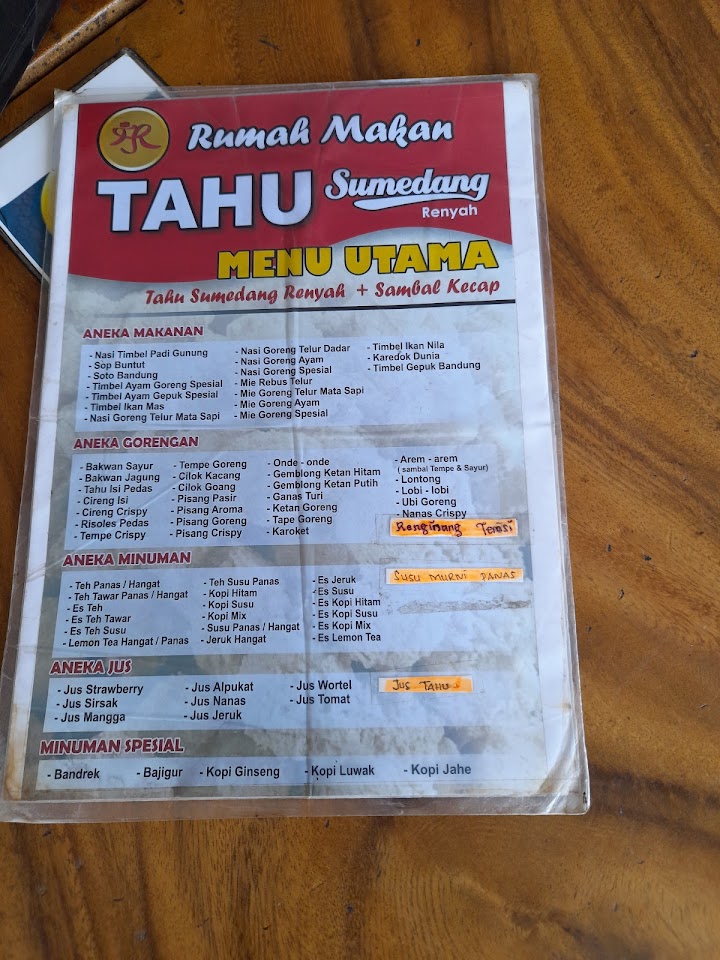 Rumah Makan
TAHU Sumedang
Renyah
MENU UTAMA
Tahu Sumedang Renyah + Sambal Kecap
ANEKA MAKANAN
- Nasi Timbel Padi Gunung
- Sop Buntut
- Soto Bandung
- Timbel Ayam Goreng Spesial
- Timbel Ayam Gepuk Spesial
- Timbel Ikan Mas
- Nasi Goreng Telur Mata Sapi
- Nasi Goreng Telur Dadar
- Nasi Goreng Ayam
- Nasi Goreng Spesial
- Mie Rebus Telur
- Mie Goreng Telur Mata Sapi
- Mie Goreng Ayam
- Mie Goreng Spesial
- Timbel Ikan Nila
- Karedok Dunia
- Timbel Gepuk Bandung
ANEKA GORENGAN
- Bakwan Sayur
- Bakwan Jagung
- Tahu Isi Pedas
- Cireng Isi
- Cireng Crispy
- Risoles Pedas
- Tempe Crispy
- Tempe Goreng
- Cilok Kacang
- Cilok Goang
- Pisang Pasir
- Pisang Aroma
- Pisang Goreng
- Pisang Crispy
- Onde - onde
- Gemblong Ketan Hitam
- Gemblong Ketan Putih
- Ganas Turi
- Ketan Goreng
- Tape Goreng
- Karoket
- Arem - arem
( sambal Tempe & Sayur)
- Lontong
- Lobi - lobi
- Ubi Goreng
- Nanas Crispy
Renginang Terasi
ANEKA MINUMAN
- Teh Panas / Hangat
- Teh Tawar Panas / Hangat
- Es Teh
- Es Teh Tawar
- Es Teh Susu
- Lemon Tea Hangat / Panas
- Teh Susu Panas
- Kopi Hitam
- Kopi Susu
- Kopi Mix
- Susu Panas / Hangat
- Jeruk Hangat
- Es Jeruk
- Es Susu
- Es Kopi Hitam
- Es Kopi Susu
- Es Kopi Mix
- Es Lemon Tea
SUSU MURNI PANAS
ANEKA JUS
- Jus Strawberry
- Jus Sirsak
- Jus Mangga
- Jus Alpukat
- Jus Nanas
- Jus Jeruk
- Jus Wortel
- Jus Tomat
JUS TAHU
MINUMAN SPESIAL
- Bandrek - Bajigur - Kopi Ginseng - Kopi Luwak - Kopi Jahe